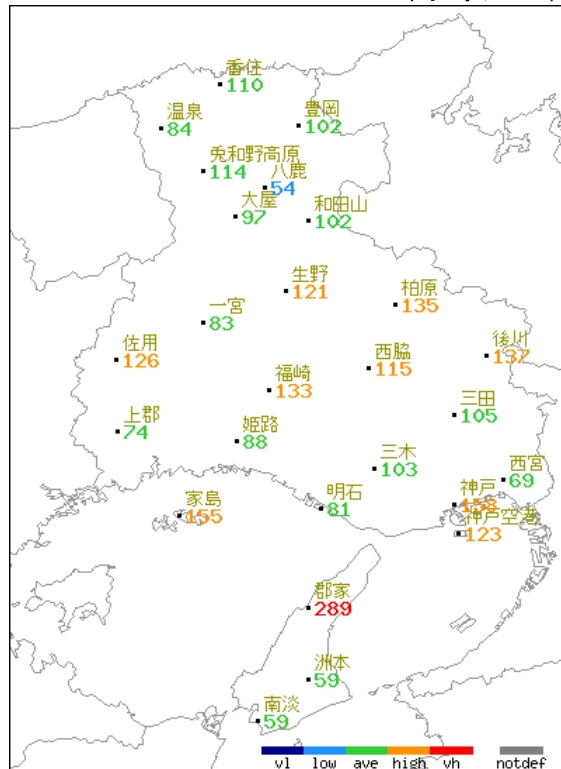 香住
110
温泉
84
豊岡
102
兎和野高原
114
八鹿
54
大屋
97
和田山
102
生野
121
柏原
135
一宮
83
佐用
126
後川
137
西脇
115
福崎
133
三田
105
上郡
74
姫路
88
三木
103
西宮
69
家島
155
明石
81
神戸
158
神戸空港
123
郡家
289
洲本
59
南淡
59
vl low ave high vh notdef